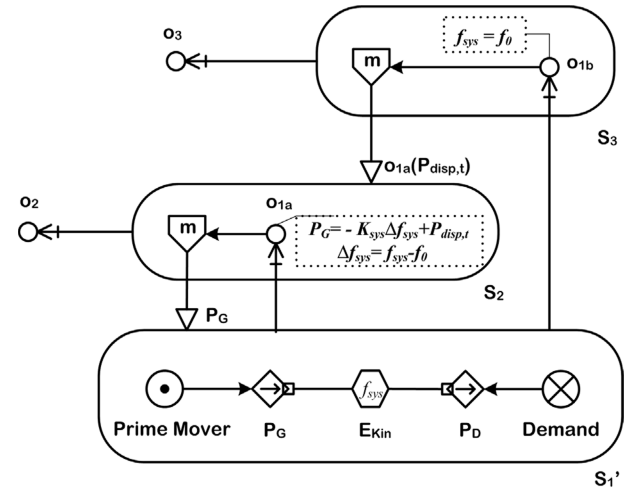 o3
fsys = f0
m
o1b
S3
o1a(Pdisp,t)
o2
o1a
m
PG= - KsysΔfsys+Pdisp,t
Δfsys= fsys-f0
S2
PG
fsys
Prime Mover
PG
EKin
PD
Demand
S1’